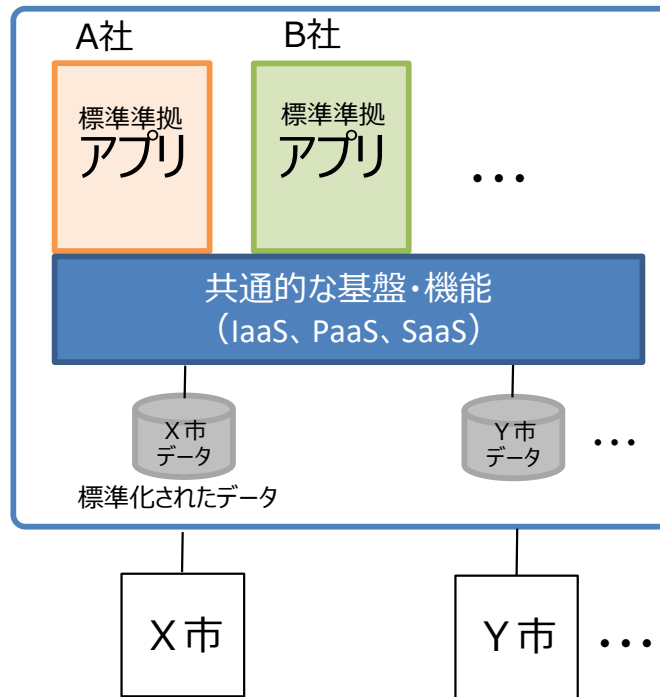 A社
B社
標準準拠
アプリ
標準準拠
アプリ
・・・
共通的な基盤・機能
（IaaS、PaaS、SaaS）
X市
データ
Y市
データ
・・・
標準化されたデータ
X市
Y市
・・・